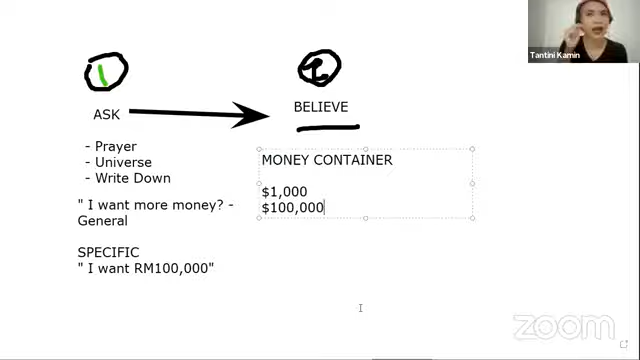 Tantini Kamin
1
2
ASK
BELIEVE
- Prayer
- Universe
- Write Down
" I want more money? -
General
SPECIFIC
" I want RM100,000"
MONEY CONTAINER
$1,000
$100,000
zoom